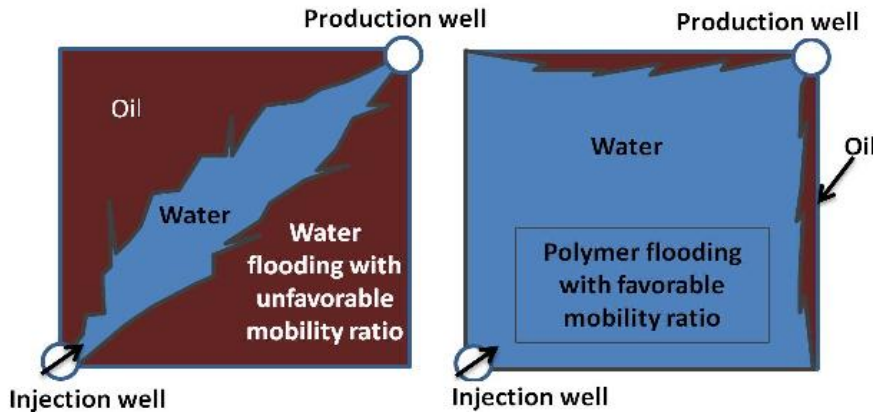 Production well
Oil
Water
Water
flooding with
unfavorable
mobility ratio
Injection well
Production well
Water
Oil
Polymer flooding
with favorable
mobility ratio
Injection well